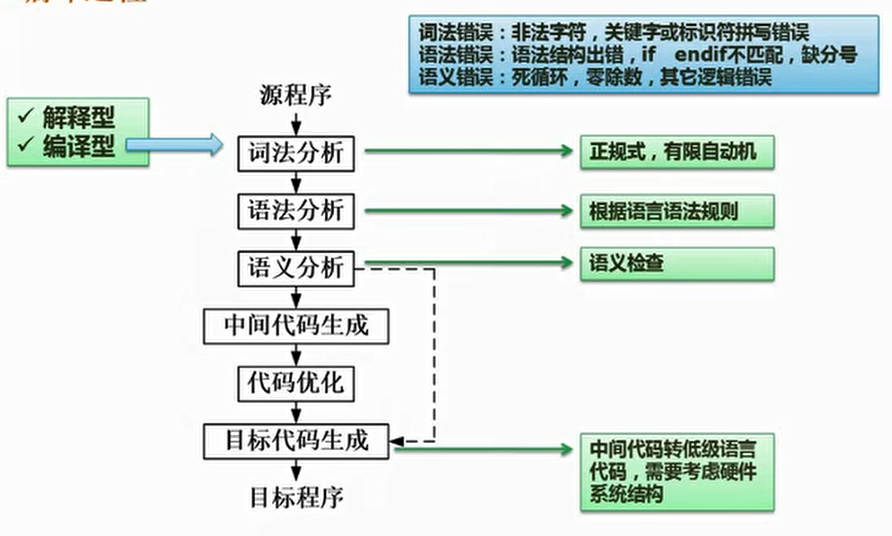 词法错误：非法字符，关键字或标识符拼写错误
语法错误：语法结构出错，if endif不匹配，缺分号
语义错误：死循环，零除数，其它逻辑错误
✓ 解释型
✓ 编译型
源程序
词法分析
正规式，有限自动机
语法分析
根据语言语法规则
语义分析
语义检查
中间代码生成
代码优化
目标代码生成
中间代码转低级语言
代码，需要考虑硬件
系统结构
目标程序